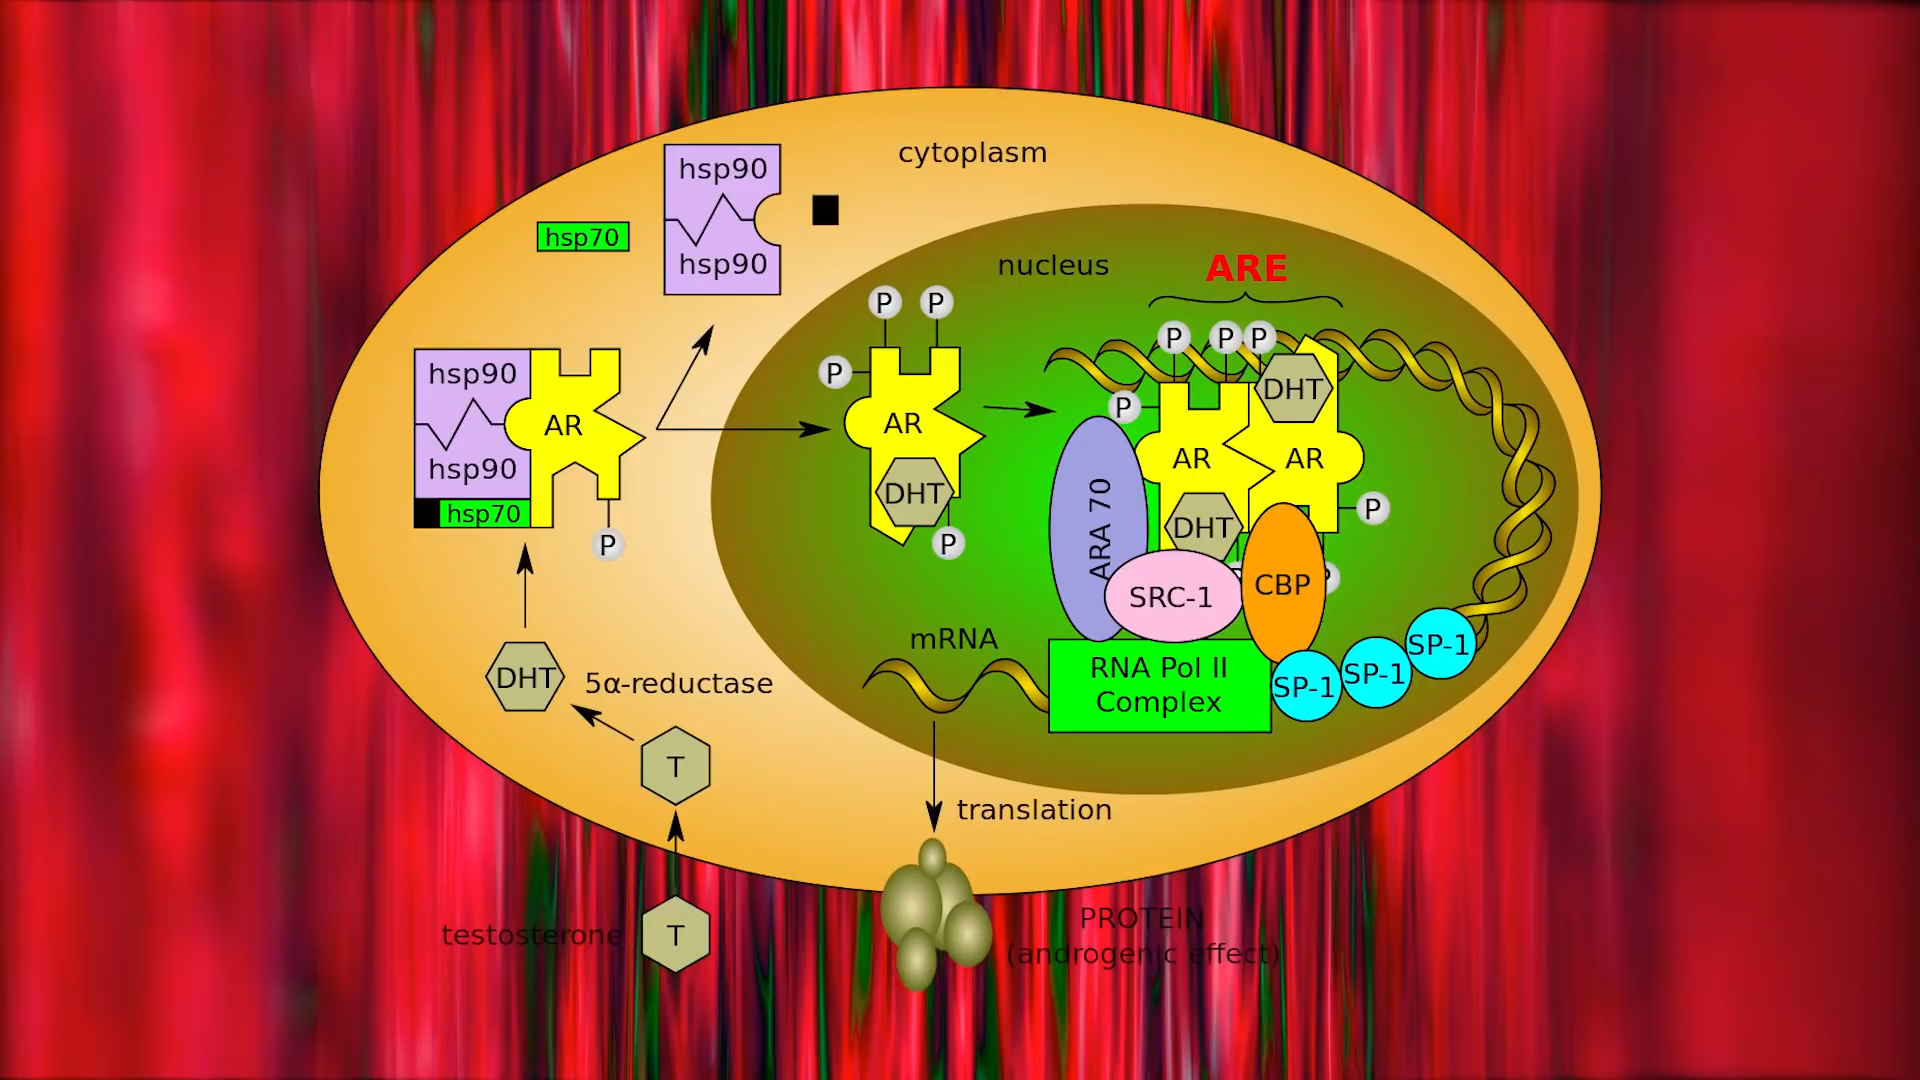 cytoplasm
hsp90
hsp70
hsp90
nucleus
ARE
P
P
P
P
P
P
hsp90
AR
hsp90
hsp70
P
AR
DHT
P
P
DHT
AR
AR
DHT
P
ARA 70
SRC-1
CBP
P
P
mRNA
RNA Pol II
Complex
SP-1
SP-1
SP-1
DHT
5α-reductase
T
translation
testosterone
T
PROTEIN
(androgenic effect)